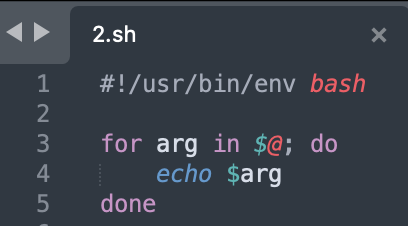 2.sh
1 #!/usr/bin/env bash
2
3 for arg in $@; do
4     echo $arg
5 done